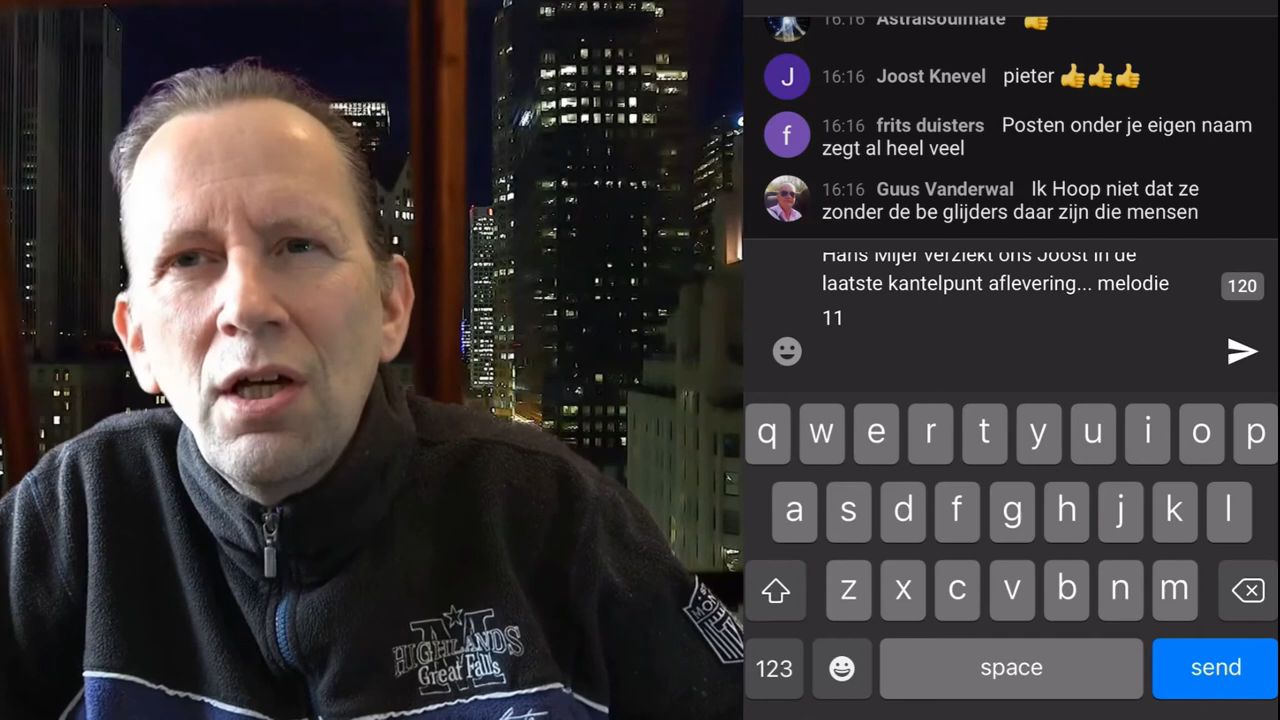 16:16 Astralsoulmate 👍
J 16:16 Joost Knevel pieter 👍👍👍
f 16:16 frits duisters Posten onder je eigen naam
zegt al heel veel
16:16 Guus Vanderwal Ik Hoop niet dat ze
zonder de be glijders daar zijn die mensen
Hans Mijer verziekt ons Joost in de
laatste kantelpunt aflevering... melodie
120
11
q w e r t y u i o p
a s d f g h j k l
z x c v b n m
123 space send
HIGHLANDS
Great Falls